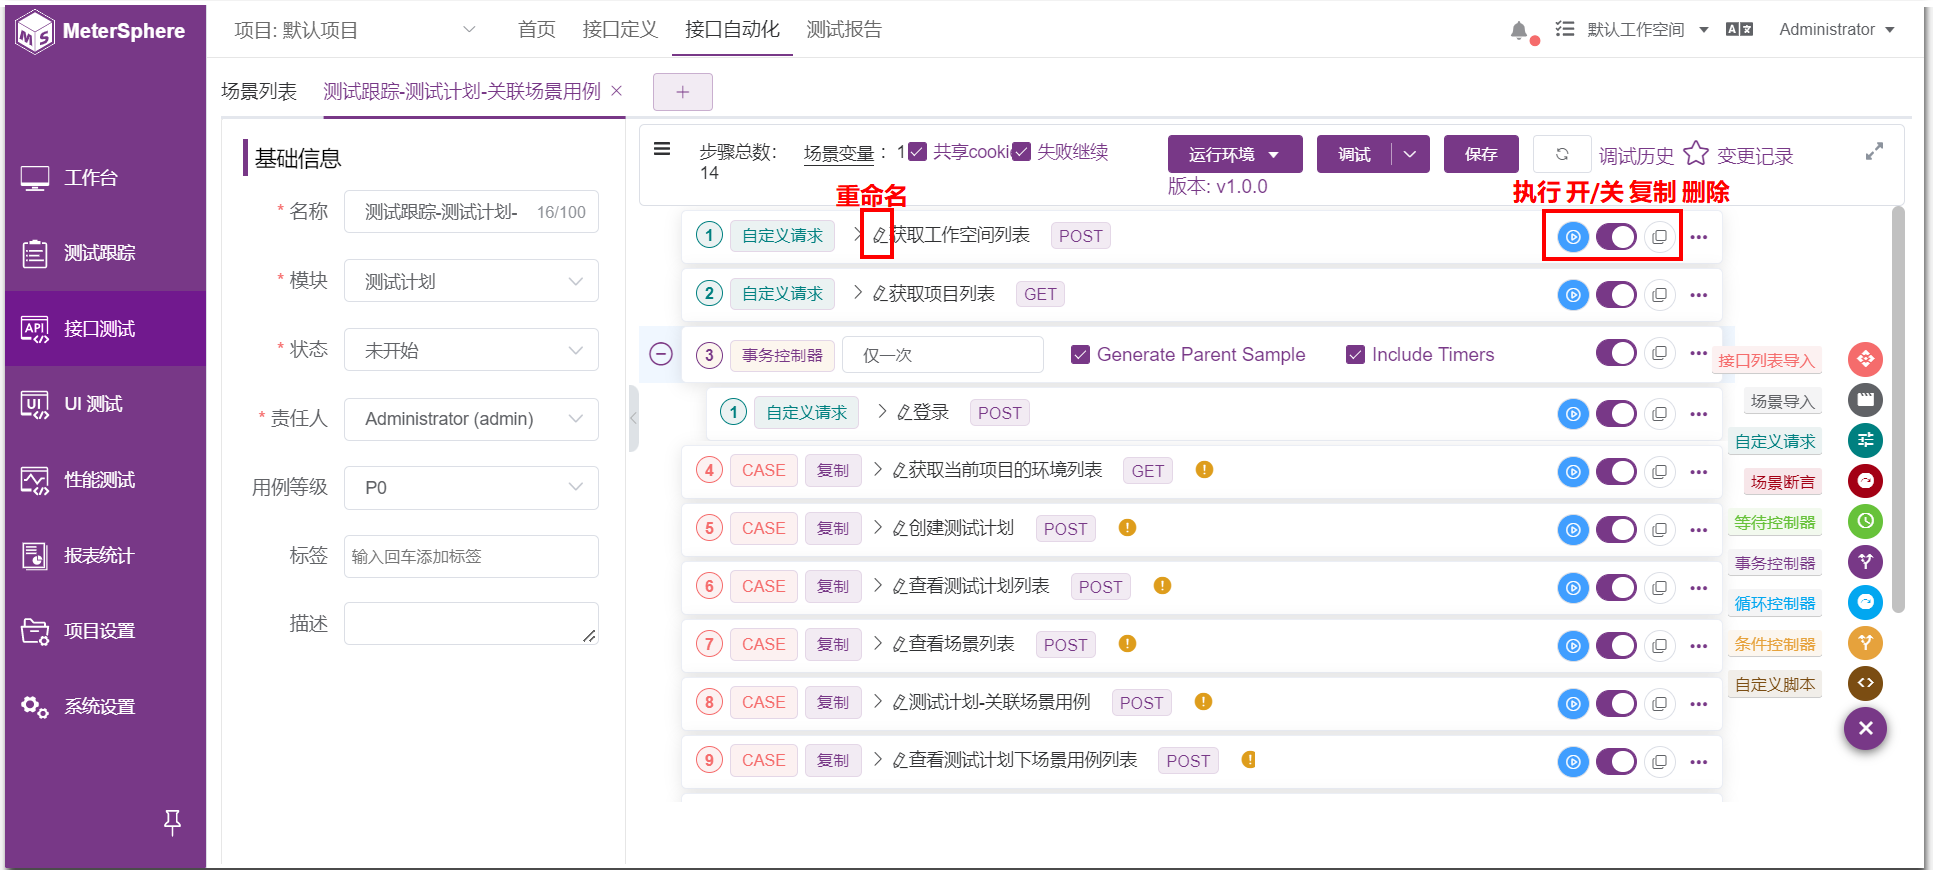 MeterSphere
项目: 默认项目
首页
接口定义
接口自动化
测试报告
默认工作空间
Administrator
场景列表
测试跟踪-测试计划-关联场景用例
+
工作台
测试跟踪
API
接口测试
UI
UI 测试
性能测试
报表统计
项目设置
系统设置
基础信息
* 名称
测试跟踪-测试计划-
16/100
* 模块
测试计划
* 状态
未开始
* 责任人
Administrator (admin)
用例等级
P0
标签
输入回车添加标签
描述
步骤总数:
14
场景变量 : 1
共享cooki
失败继续
运行环境
调试
保存
调试历史
变更记录
版本: v1.0.0
重命名
执行 开/关 复制 删除
1 自定义请求 获取工作空间列表 POST
2 自定义请求 获取项目列表 GET
3 事务控制器 仅一次 Generate Parent Sample Include Timers
1 自定义请求 登录 POST
4 CASE 复制 获取当前项目的环境列表 GET
5 CASE 复制 创建测试计划 POST
6 CASE 复制 查看测试计划列表 POST
7 CASE 复制 查看场景列表 POST
8 CASE 复制 测试计划-关联场景用例 POST
9 CASE 复制 查看测试计划下场景用例列表 POST
接口列表导入
场景导入
自定义请求
场景断言
等待控制器
事务控制器
循环控制器
条件控制器
自定义脚本